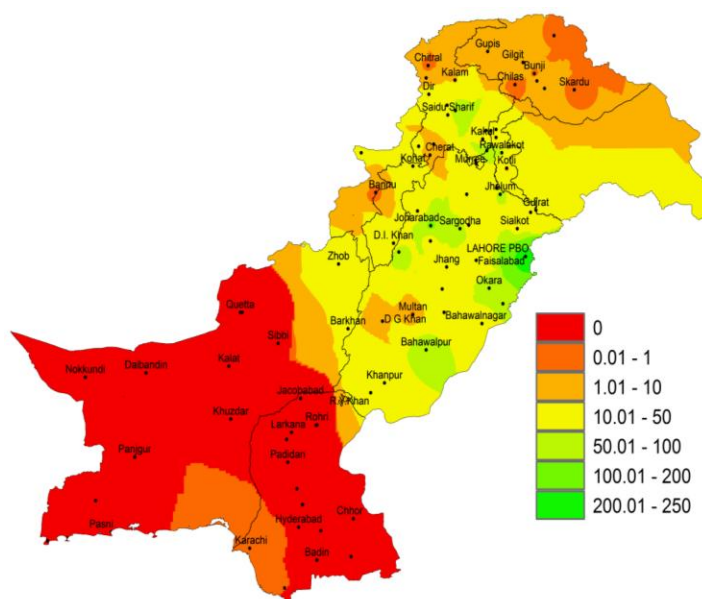 Gupis
Gilgit
Chitral
Bunji
Kalam
Chilas
Skardu
Dir
Saidu Sharif
Kakul
Cherat
Rawalakot
Kohat
Murree
Kotli
Bannu
Jhelum
Gujrat
Joharabad
Sargodha
Sialkot
D.I. Khan
LAHORE PBO
Zhob
Jhang
Faisalabad
Okara
Quetta
Multan
D G Khan
Sibbi
Barkhan
Bahawalnagar
Kalat
Bahawalpur
Nokkundi
Dalbandin
Khanpur
Jacobabad
R.Y.Khan
Khuzdar
Larkana
Rohri
Panjgur
Padidan
Pasni
Hyderabad
Chhor
Karachi
Badin
0
0.01 - 1
1.01 - 10
10.01 - 50
50.01 - 100
100.01 - 200
200.01 - 250